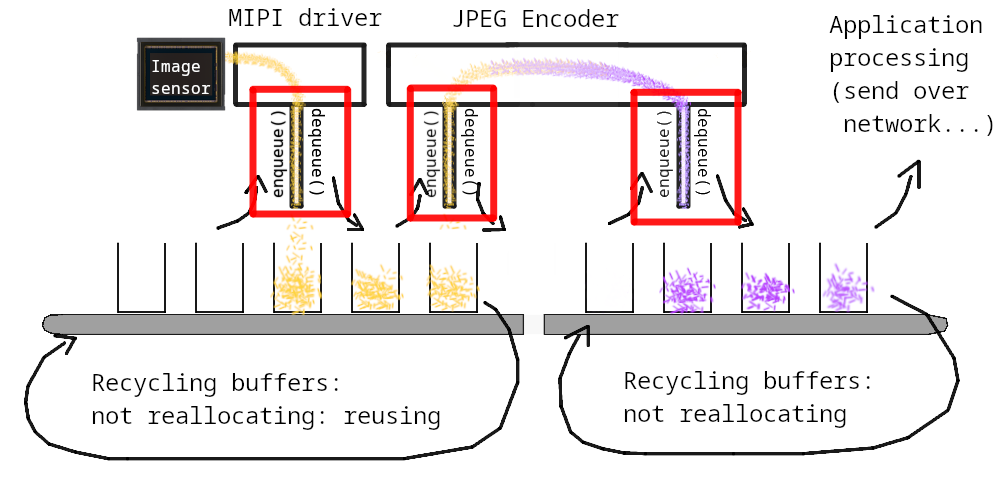 MIPI driver
JPEG Encoder
Application
processing
(send over
network...)
Image
sensor
enqueue()
dequeue()
enqueue()
dequeue()
enqueue()
dequeue()
Recycling buffers:
not reallocating: reusing
Recycling buffers:
not reallocating